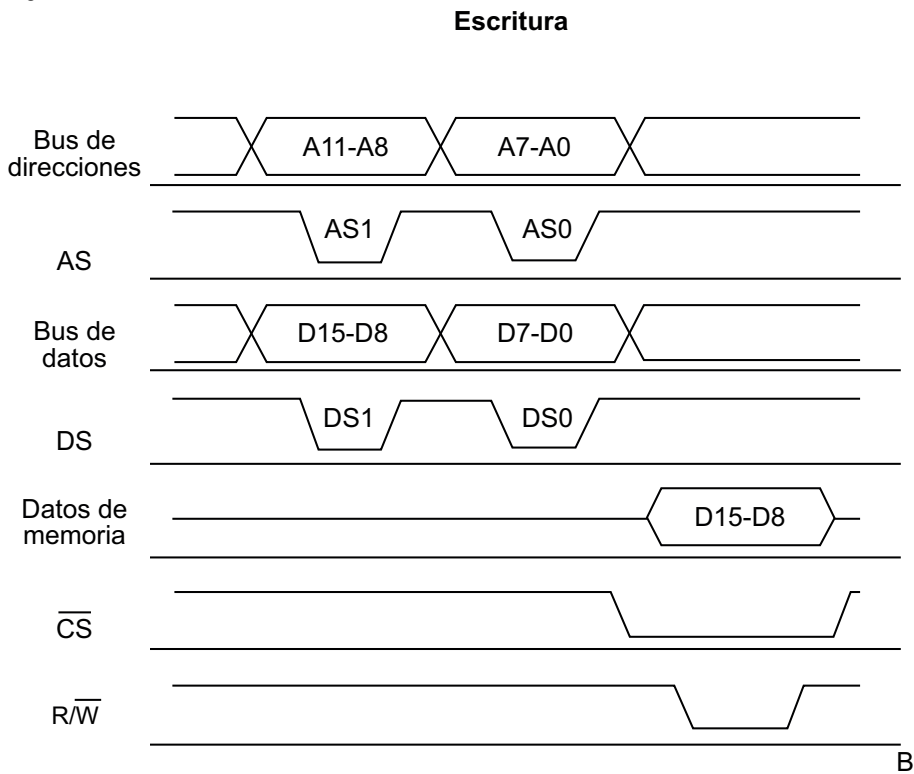 Escritura
Bus de
direcciones
A11-A8 A7-A0
AS
AS1 AS0
Bus de
datos
D15-D8 D7-D0
DS
DS1 DS0
Datos de
memoria
D15-D8
C̅S̅
R/W̅
B